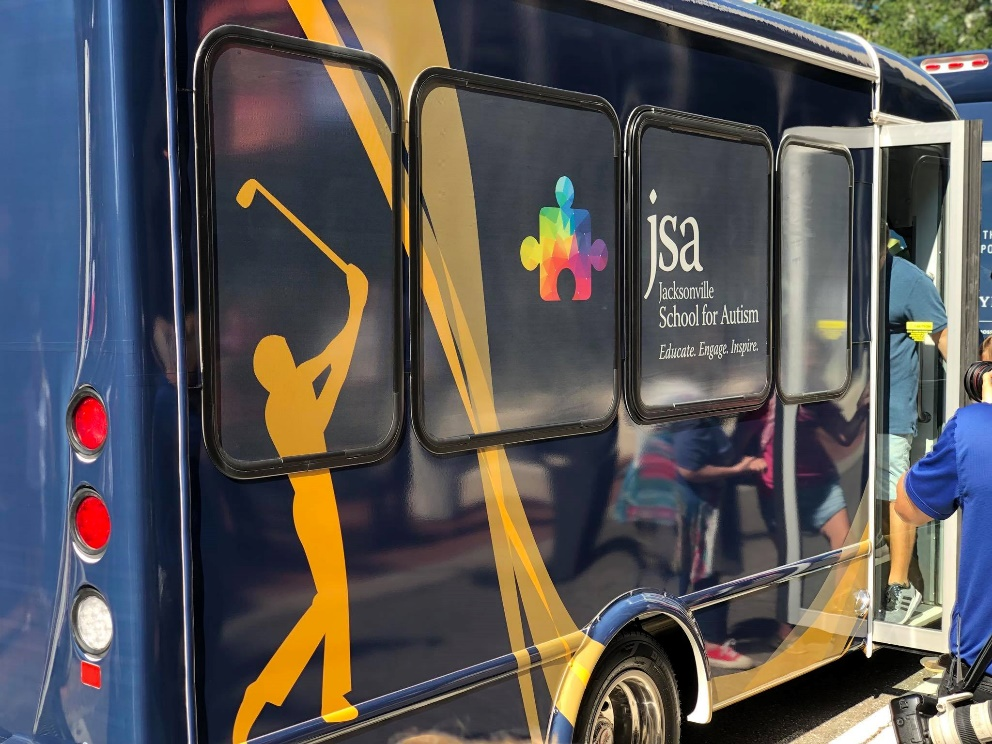 jsa
Jacksonville
School for Autism
Educate. Engage. Inspire.